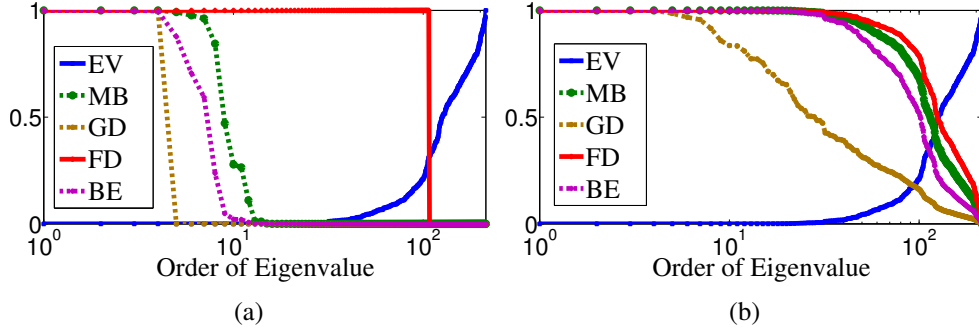 1
0.5
0
EV
MB
GD
FD
BE
10^0
10^1
10^2
Order of Eigenvalue
(a)
1
0.5
0
EV
MB
GD
FD
BE
10^0
10^1
10^2
Order of Eigenvalue
(b)